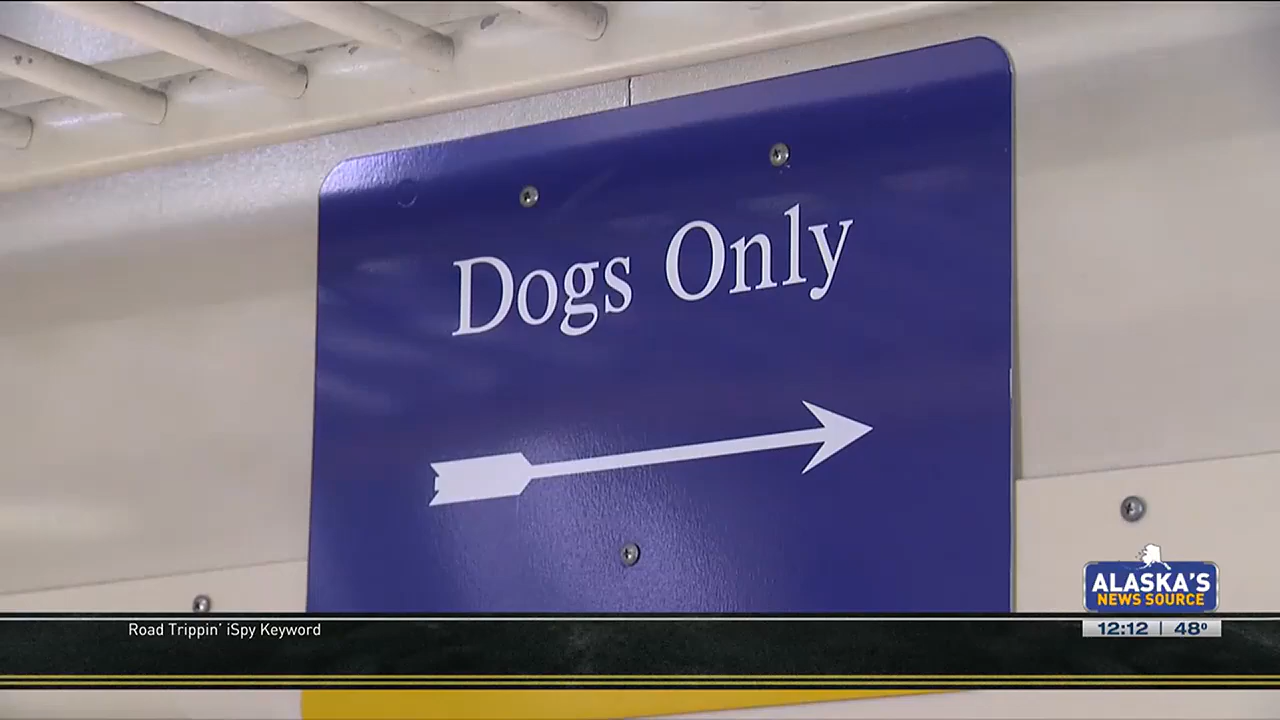 Dogs Only
ALASKA'S
NEWS SOURCE
Road Trippin' iSpy Keyword
12:12 | 48°